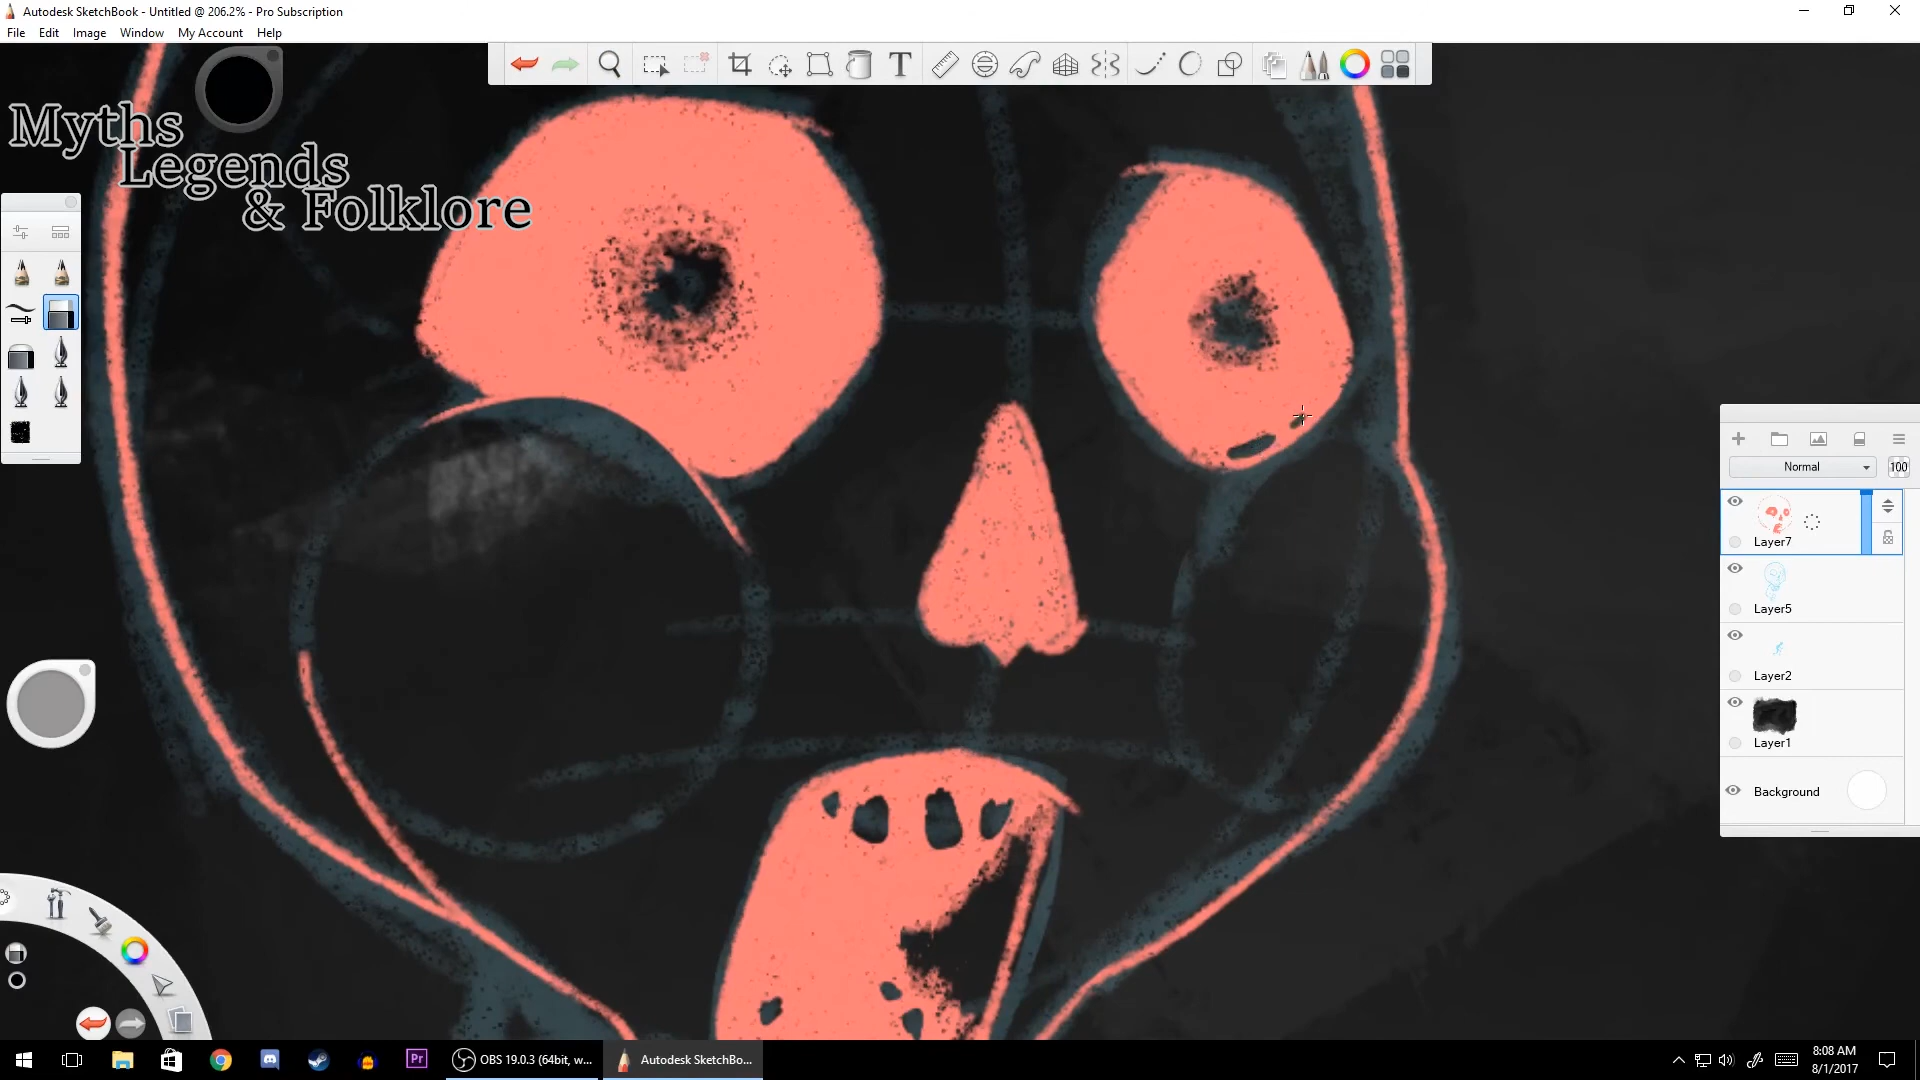 Autodesk SketchBook - Untitled @ 206.2% - Pro Subscription
File Edit Image Window My Account Help
T
Myths
Legends
& Folklore
Normal 100
Layer7
Layer5
Layer2
Layer1
Background
Pr
OBS 19.0.3 (64bit, w...
Autodesk SketchBo...
8:08 AM
8/1/2017